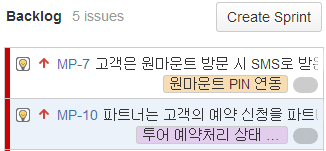 Backlog 5 issues
Create Sprint
MP-7 고객은 원마운트 방문 시 SMS로 방문
원마운트 PIN 연동
MP-10 파트너는 고객의 예약 신청을 파트
투어 예약처리 상태 ...